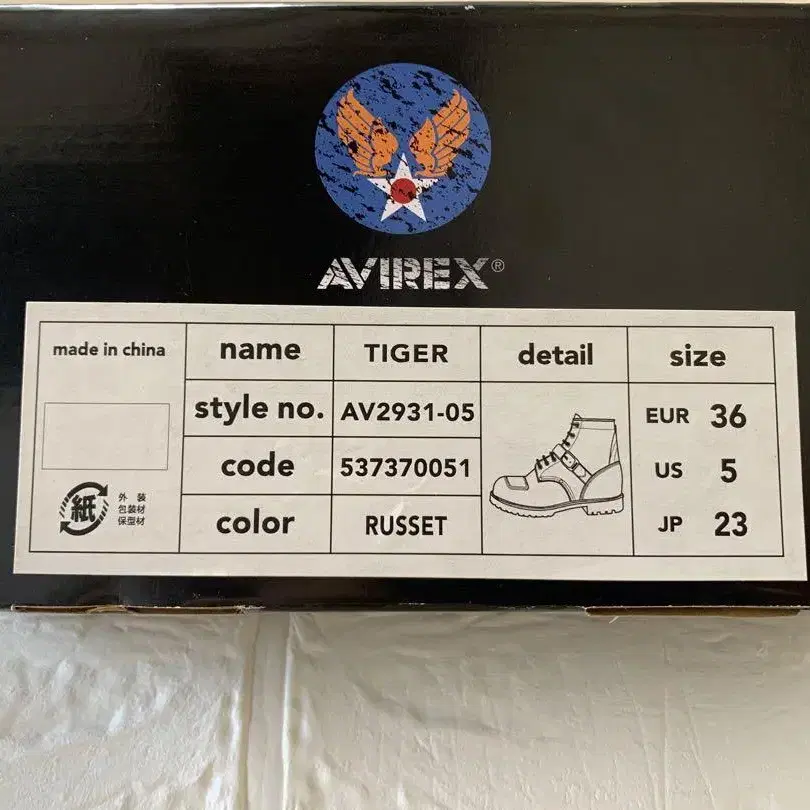 AVIREX®
made in china
name TIGER detail size
style no. AV2931-05 EUR 36
code 537370051 US 5
color RUSSET JP 23
紙
外装
包装材
保型材